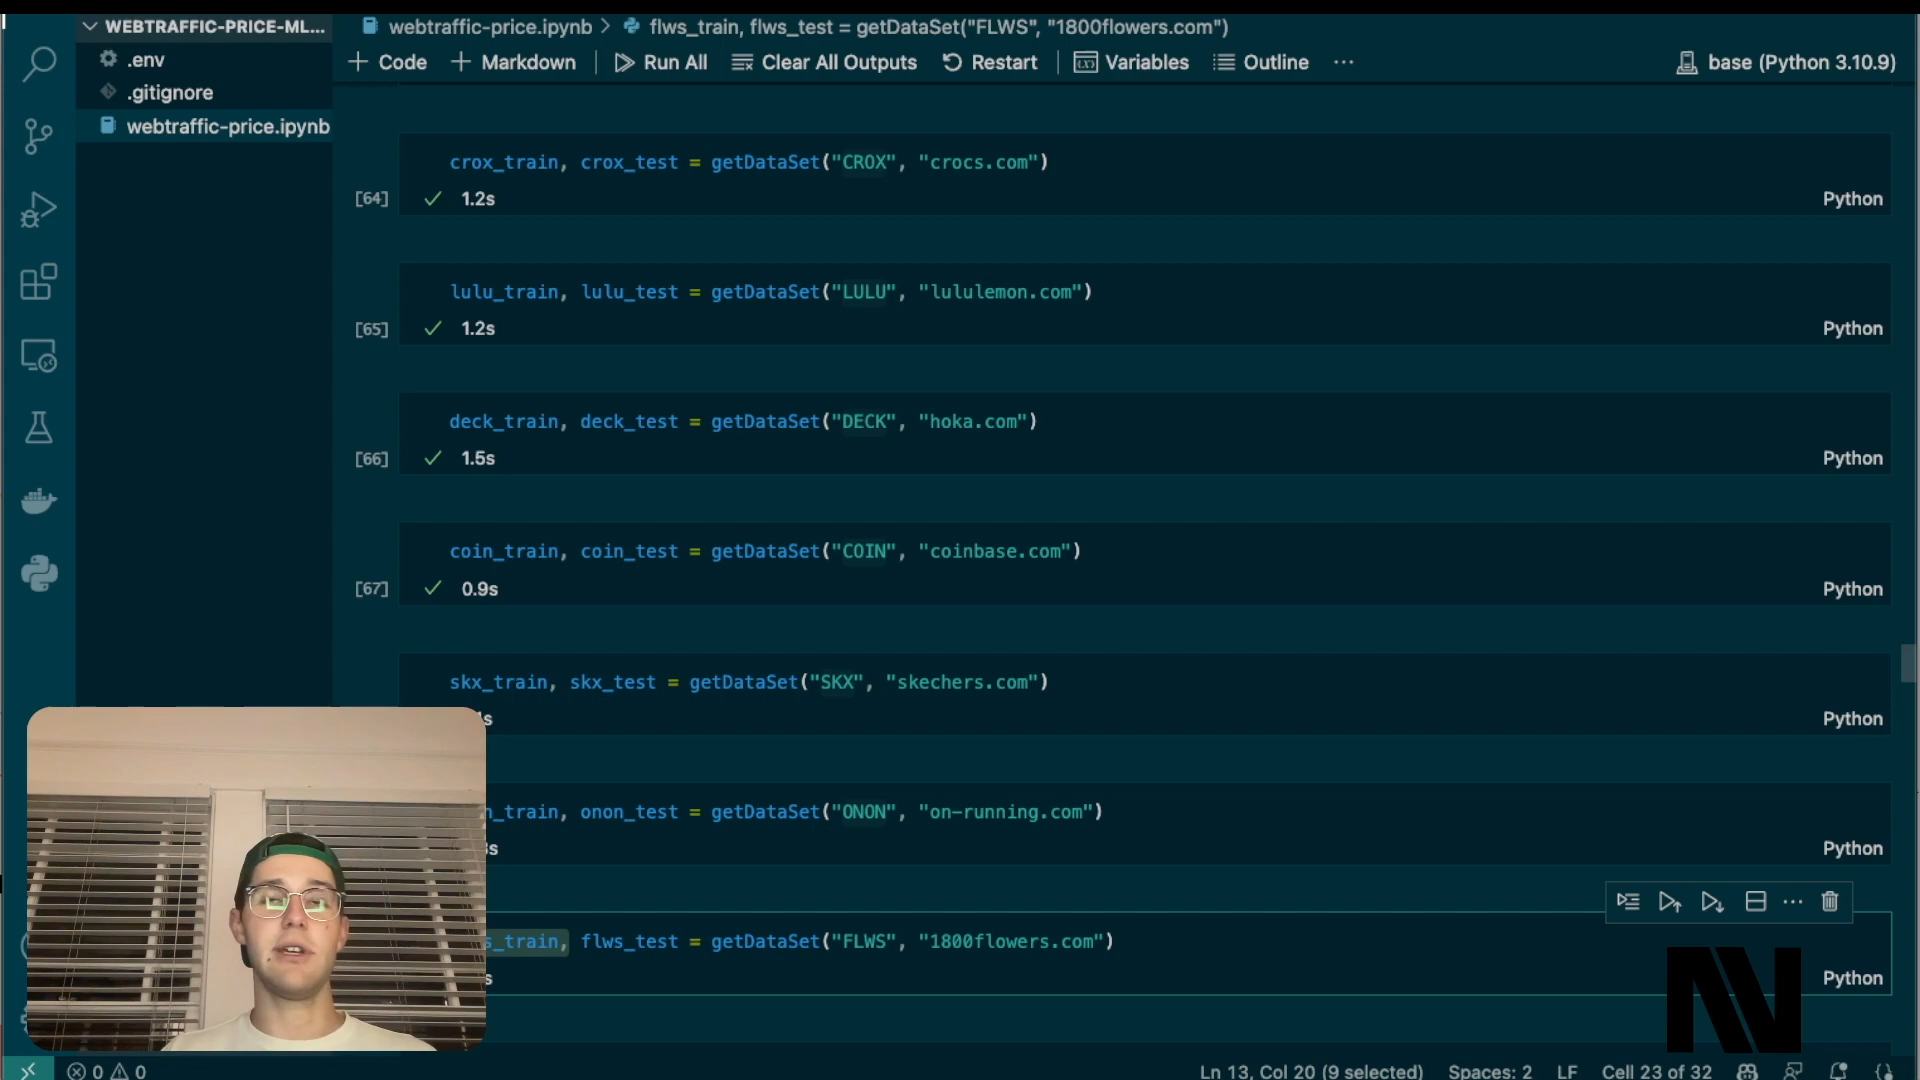 WEBTRAFFIC-PRICE-ML...
.env
.gitignore
webtraffic-price.ipynb
webtraffic-price.ipynb > flws_train, flws_test = getDataSet("FLWS", "1800flowers.com")
+ Code + Markdown Run All Clear All Outputs Restart Variables Outline ... base (Python 3.10.9)
crox_train, crox_test = getDataSet("CROX", "crocs.com")
[64] ✓ 1.2s Python
lulu_train, lulu_test = getDataSet("LULU", "lululemon.com")
[65] ✓ 1.2s Python
deck_train, deck_test = getDataSet("DECK", "hoka.com")
[66] ✓ 1.5s Python
coin_train, coin_test = getDataSet("COIN", "coinbase.com")
[67] ✓ 0.9s Python
skx_train, skx_test = getDataSet("SKX", "skechers.com")
s Python
_train, onon_test = getDataSet("ONON", "on-running.com")
s Python
s_train, flws_test = getDataSet("FLWS", "1800flowers.com")
s Python
N
0 0 Ln 13, Col 20 (9 selected) Spaces: 2 LF Cell 23 of 32